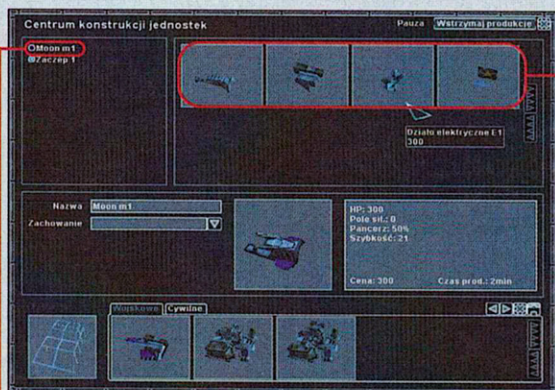 Centrum konstrukcji jednostek
Pauza Wstrzymaj produkcję
Moon m1
Zaczep 1
Działo elektryczne E1
300
Nazwa Moon m1
Zachowanie
HP: 300
Pole sił.: 0
Pancerz: 50%
Szybkość: 21
Cena: 300 Czas prod.: 2min
Wojskowe Cywilne